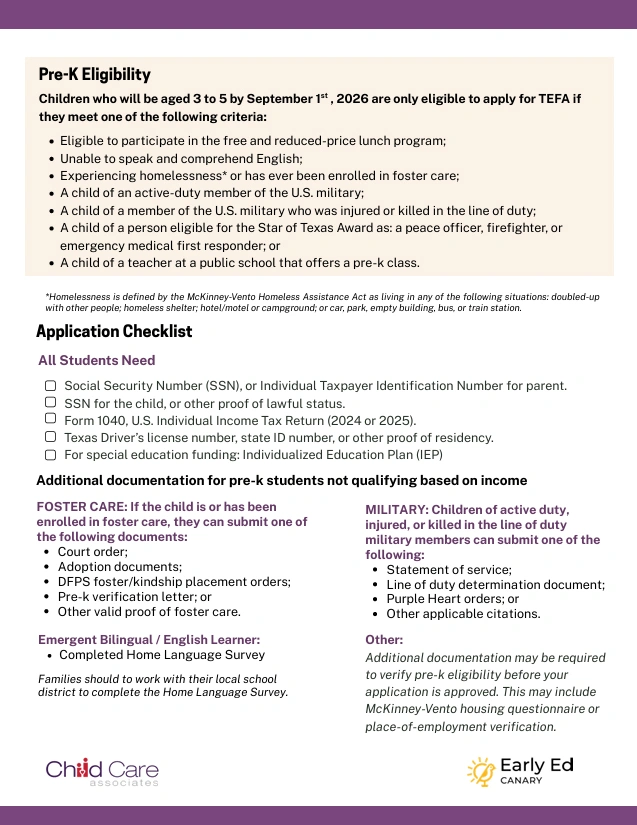 Pre-K Eligibility
Children who will be aged 3 to 5 by September 1st , 2026 are only eligible to apply for TEFA if
they meet one of the following criteria:
• Eligible to participate in the free and reduced-price lunch program;
• Unable to speak and comprehend English;
• Experiencing homelessness* or has ever been enrolled in foster care;
• A child of an active-duty member of the U.S. military;
• A child of a member of the U.S. military who was injured or killed in the line of duty;
• A child of a person eligible for the Star of Texas Award as: a peace officer, firefighter, or
emergency medical first responder; or
• A child of a teacher at a public school that offers a pre-k class.
*Homelessness is defined by the McKinney-Vento Homeless Assistance Act as living in any of the following situations: doubled-up
with other people; homeless shelter; hotel/motel or campground; or car, park, empty building, bus, or train station.
Application Checklist
All Students Need
Social Security Number (SSN), or Individual Taxpayer Identification Number for parent.
SSN for the child, or other proof of lawful status.
Form 1040, U.S. Individual Income Tax Return (2024 or 2025).
Texas Driver's license number, state ID number, or other proof of residency.
For special education funding: Individualized Education Plan (IEP)
Additional documentation for pre-k students not qualifying based on income
FOSTER CARE: If the child is or has been
enrolled in foster care, they can submit one of
the following documents:
• Court order;
• Adoption documents;
• DFPS foster/kindship placement orders;
• Pre-k verification letter; or
• Other valid proof of foster care.
Emergent Bilingual / English Learner:
• Completed Home Language Survey
Families should to work with their local school
district to complete the Home Language Survey.
MILITARY: Children of active duty,
injured, or killed in the line of duty
military members can submit one of the
following:
• Statement of service;
• Line of duty determination document;
• Purple Heart orders; or
• Other applicable citations.
Other:
Additional documentation may be required
to verify pre-k eligibility before your
application is approved. This may include
McKinney-Vento housing questionnaire or
place-of-employment verification.
Child Care
associates
Early Ed
CANARY